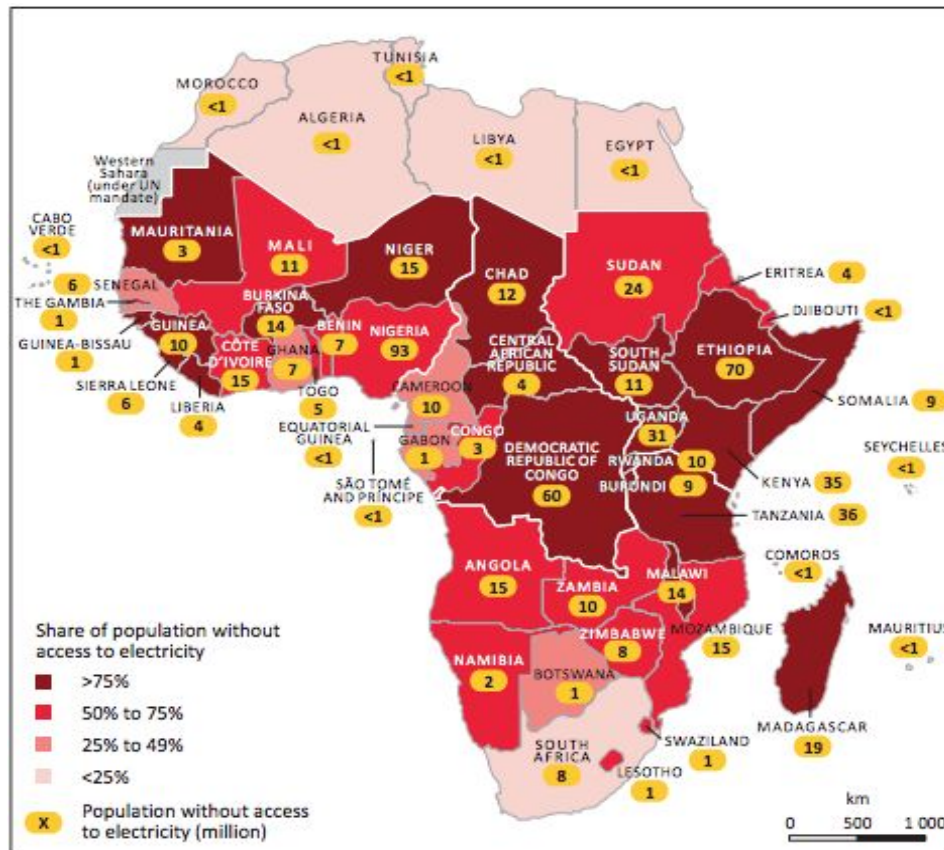 TUNISIA
<1
MOROCCO
<1
ALGERIA
<1
LIBYA
<1
EGYPT
<1
Western
Sahara
(under UN
mandate)
CABO
VERDE
<1
MAURITANIA
3
MALI
11
NIGER
15
CHAD
12
SUDAN
24
ERITREA 4
DJIBOUTI <1
6
SENEGAL
THE GAMBIA
1
GUINEA-BISSAU
1
GUINEA
10
SIERRA LEONE
6
LIBERIA
4
CÔTE
D'IVOIRE
15
BURKINA
FASO
14
GHANA
7
TOGO
5
BENIN
7
NIGERIA
93
CAMEROON
10
EQUATORIAL
GUINEA
<1
SÃO TOMÉ
AND PRÍNCIPE
<1
GABON
1
CONGO
3
CENTRAL
AFRICAN
REPUBLIC
4
SOUTH
SUDAN
11
ETHIOPIA
70
SOMALIA 9
DEMOCRATIC
REPUBLIC OF
CONGO
60
UGANDA
31
RWANDA 10
BURUNDI 9
KENYA 35
TANZANIA 36
SEYCHELLES
<1
COMOROS
<1
ANGOLA
15
ZAMBIA
10
MALAWI
14
MOZAMBIQUE
15
ZIMBABWE
8
NAMIBIA
2
BOTSWANA
1
SOUTH
AFRICA
8
SWAZILAND
1
LESOTHO
1
MADAGASCAR
19
MAURITIUS
<1
Share of population without
access to electricity
>75%
50% to 75%
25% to 49%
<25%
X Population without access
to electricity (million)
km
0 500 1 000